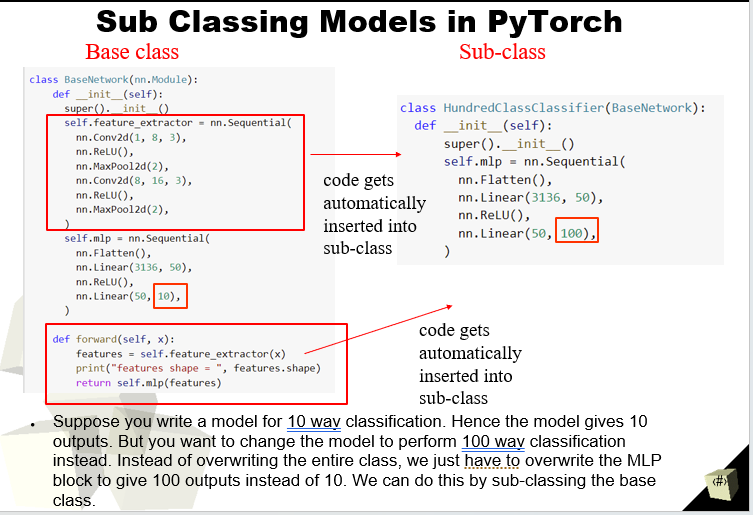 Sub Classing Models in PyTorch
Base class
Sub-class
class BaseNetwork(nn.Module):
def __init__(self):
super().__init__()
self.feature_extractor = nn.Sequential(
nn.Conv2d(1, 8, 3),
nn.ReLU(),
nn.MaxPool2d(2),
nn.Conv2d(8, 16, 3),
nn.ReLU(),
nn.MaxPool2d(2),
)
self.mlp = nn.Sequential(
nn.Flatten(),
nn.Linear(3136, 50),
nn.ReLU(),
nn.Linear(50, 10),
)
def forward(self, x):
features = self.feature_extractor(x)
print("features shape = ", features.shape)
return self.mlp(features)
code gets
automatically
inserted into
sub-class
class HundredClassClassifier(BaseNetwork):
def __init__(self):
super().__init__()
self.mlp = nn.Sequential(
nn.Flatten(),
nn.Linear(3136, 50),
nn.ReLU(),
nn.Linear(50, 100),
)
code gets
automatically
inserted into
sub-class
• Suppose you write a model for 10 way classification. Hence the model gives 10
outputs. But you want to change the model to perform 100 way classification
instead. Instead of overwriting the entire class, we just have to overwrite the MLP
block to give 100 outputs instead of 10. We can do this by sub-classing the base
class.
‹#›